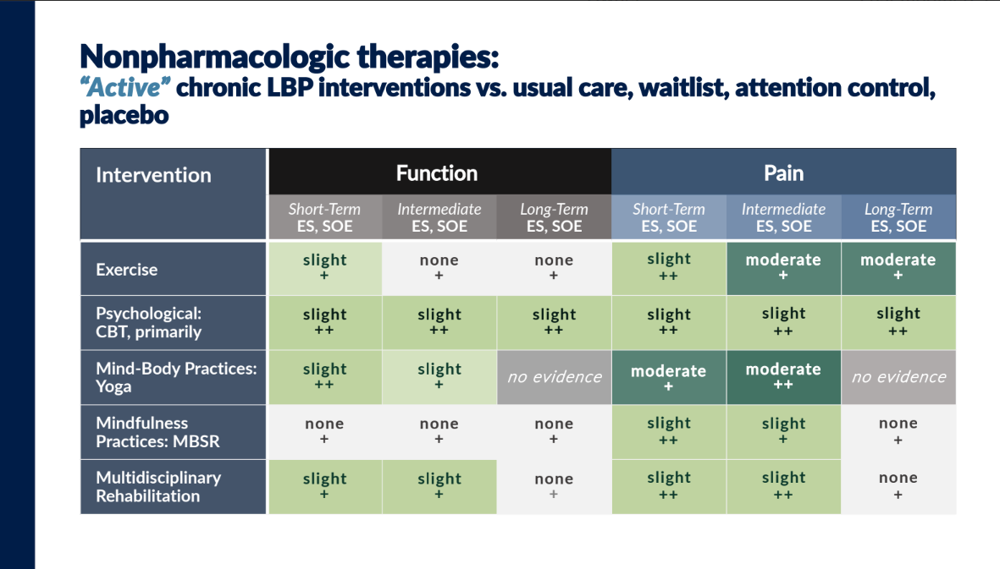 Nonpharmacologic therapies:
“Active” chronic LBP interventions vs. usual care, waitlist, attention control,
placebo
Intervention
Function
Pain
Short-Term
ES, SOE
Intermediate
ES, SOE
Long-Term
ES, SOE
Short-Term
ES, SOE
Intermediate
ES, SOE
Long-Term
ES, SOE
Exercise
slight
+
none
+
none
+
slight
++
moderate
+
moderate
+
Psychological:
CBT, primarily
slight
++
slight
++
slight
++
slight
++
slight
++
slight
++
Mind-Body Practices:
Yoga
slight
++
slight
+
no evidence
moderate
+
moderate
++
no evidence
Mindfulness
Practices: MBSR
none
+
none
+
none
+
slight
++
slight
+
none
+
Multidisciplinary
Rehabilitation
slight
+
slight
+
none
+
slight
++
slight
++
none
+